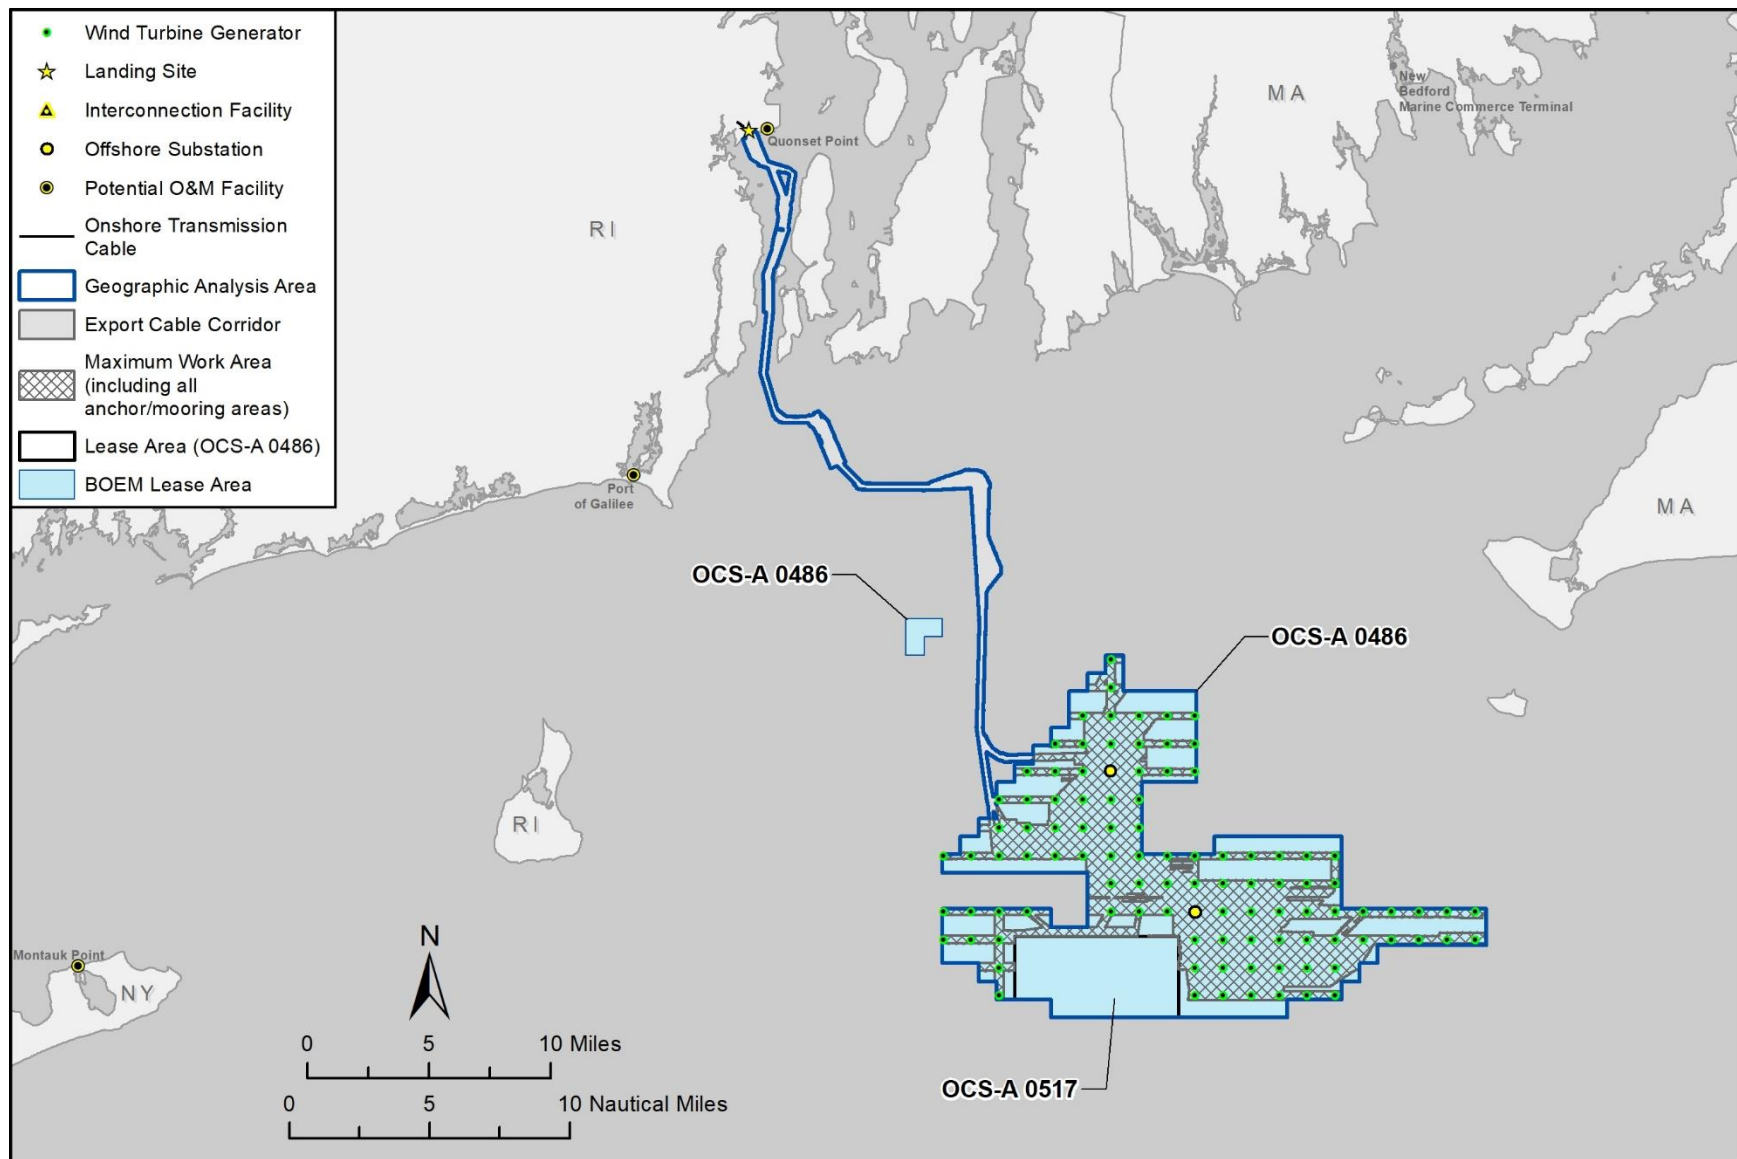 Wind Turbine Generator
Landing Site
Interconnection Facility
Offshore Substation
Potential O&M Facility
Onshore Transmission
Cable
Geographic Analysis Area
Export Cable Corridor
Maximum Work Area
(including all
anchor/mooring areas)
Lease Area (OCS-A 0486)
BOEM Lease Area
New
Bedford
Marine Commerce Terminal
MA
Quonset Point
RI
Port
of Galilee
MA
OCS-A 0486
OCS-A 0486
RI
Montauk Point
NY
N
0 5 10 Miles
0 5 10 Nautical Miles
OCS-A 0517